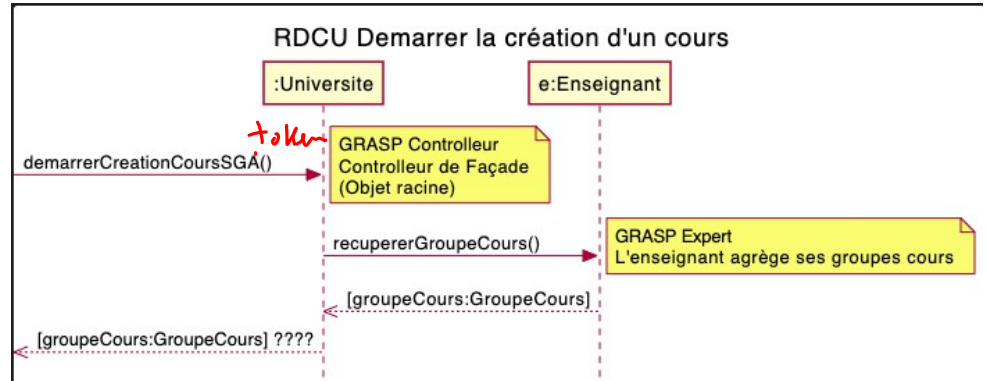 RDCU Demarrer la création d'un cours
:Universite
e:Enseignant
token
GRASP Controlleur
Controlleur de Façade
(Objet racine)
demarrerCreationCoursSGA()
recupererGroupeCours()
GRASP Expert
L'enseignant agrège ses groupes cours
[groupeCours:GroupeCours]
[groupeCours:GroupeCours] ????